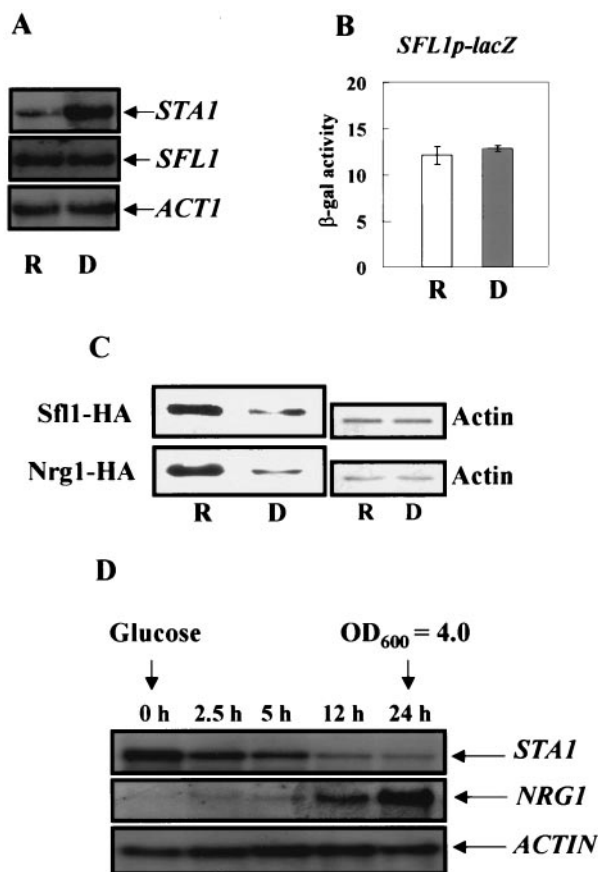 A
STA1
SFL1
ACT1
R D
B
SFL1p-lacZ
β-gal activity
20
15
10
5
0
R D
C
Sfl1-HA
Actin
Nrg1-HA
Actin
R D
R D
D
Glucose OD600 = 4.0
0 h 2.5 h 5 h 12 h 24 h
STA1
NRG1
ACTIN